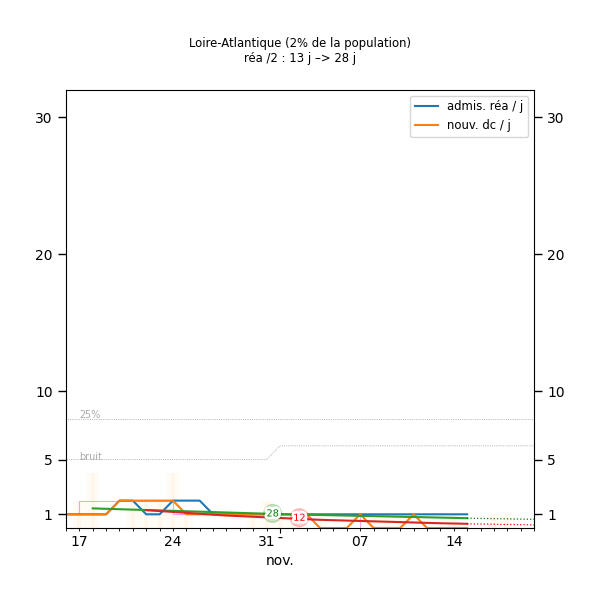 Loire-Atlantique (2% de la population)
réa /2 : 13 j –> 28 j
admis. réa / j
nouv. dc / j
30 30
20 20
10 10
25%
5 bruit 5
1 28 12 1
17 24 31 07 14
nov.